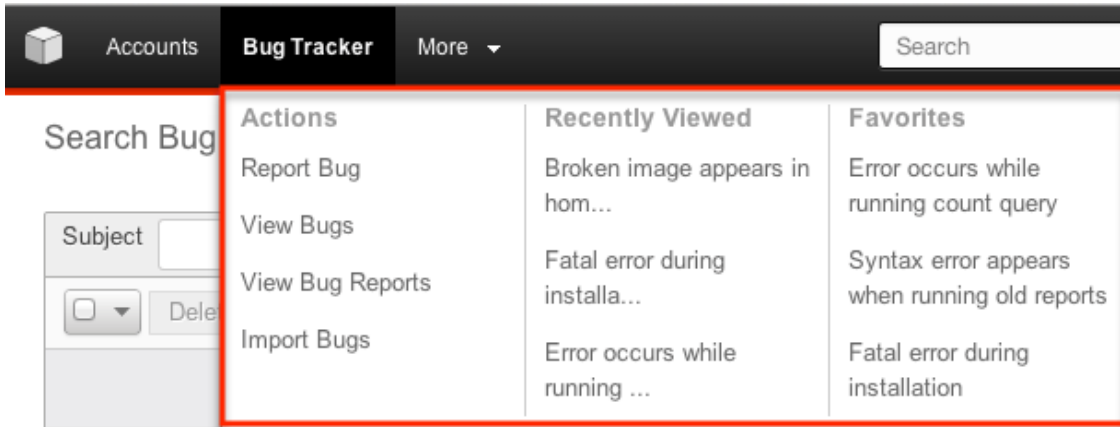 Accounts
Bug Tracker
More
Search
Search Bug
Subject
Dele
Actions
Report Bug
View Bugs
View Bug Reports
Import Bugs
Recently Viewed
Broken image appears in
hom...
Fatal error during
installa...
Error occurs while
running ...
Favorites
Error occurs while
running count query
Syntax error appears
when running old reports
Fatal error during
installation